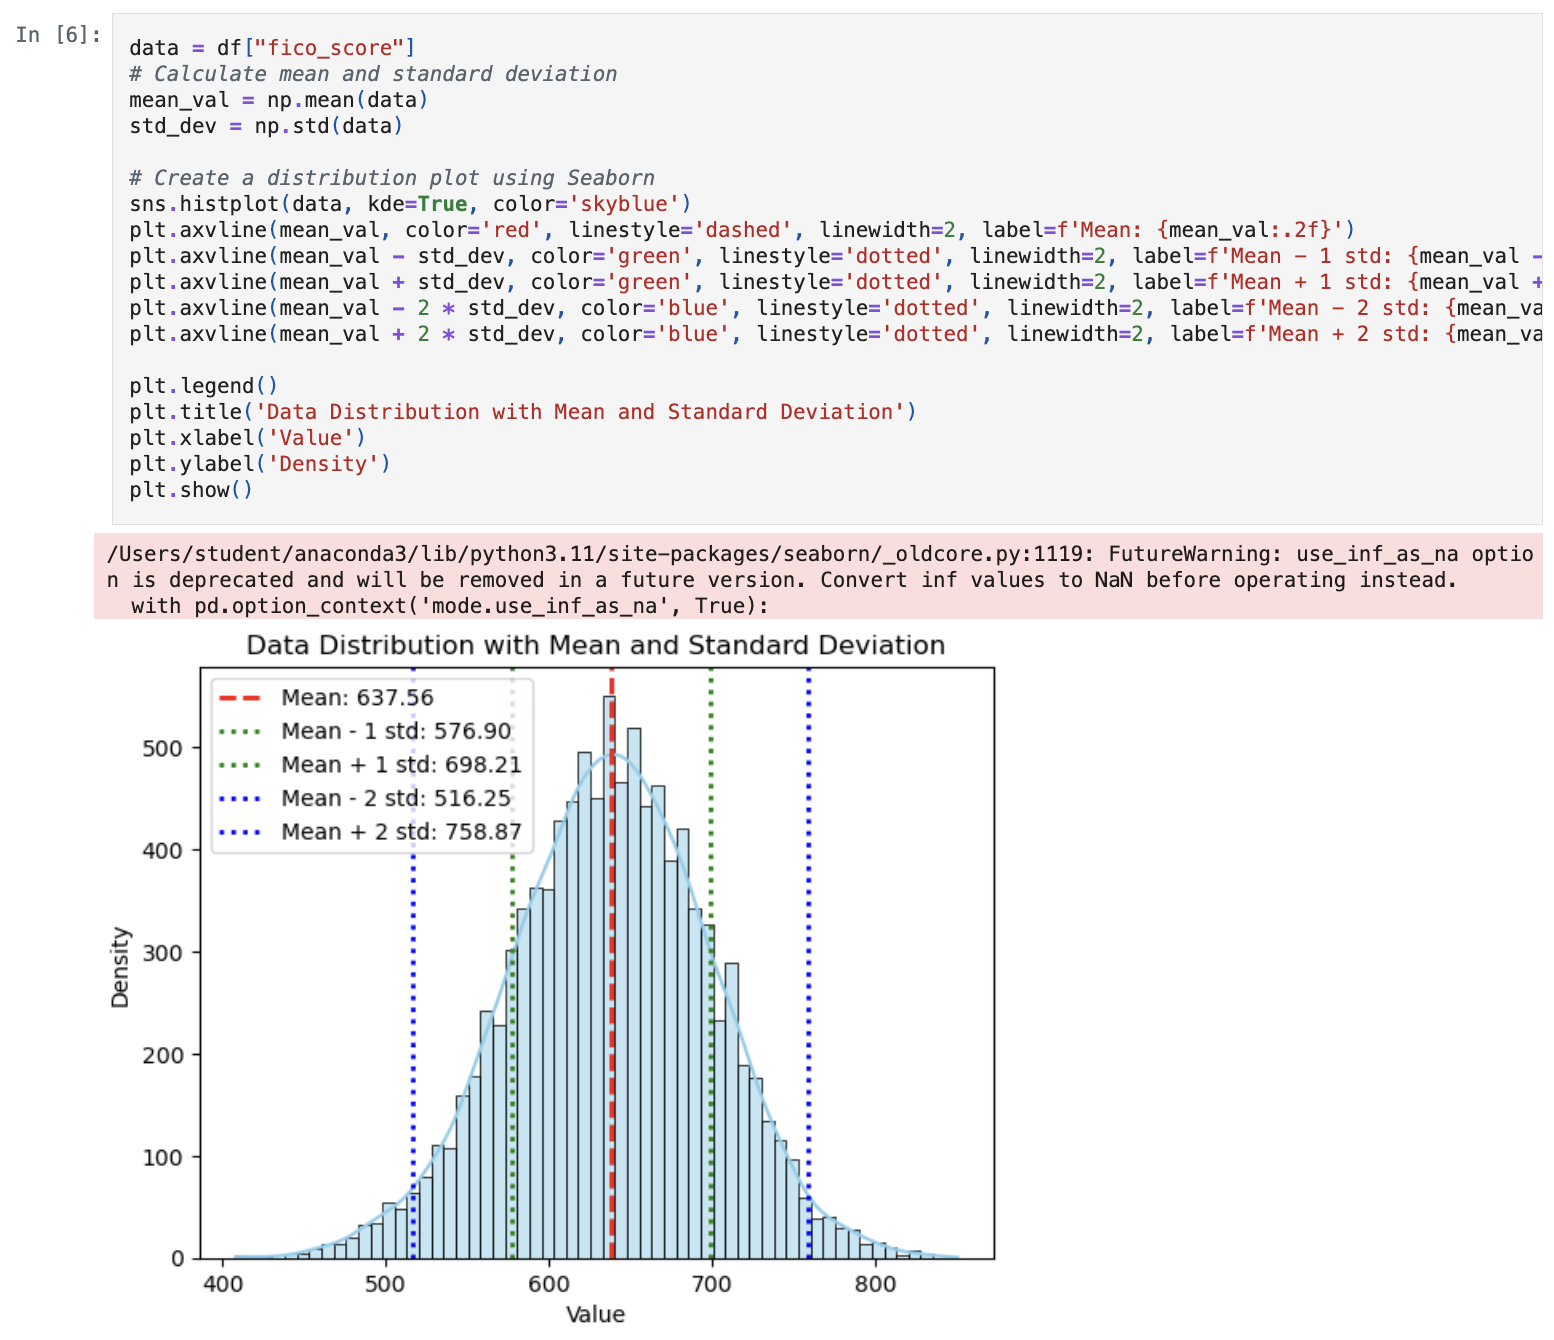 In [6]:
data = df["fico_score"]
# Calculate mean and standard deviation
mean_val = np.mean(data)
std_dev = np.std(data)
# Create a distribution plot using Seaborn
sns.histplot(data, kde=True, color='skyblue')
plt.axvline(mean_val, color='red', linestyle='dashed', linewidth=2, label=f'Mean: {mean_val:.2f}')
plt.axvline(mean_val - std_dev, color='green', linestyle='dotted', linewidth=2, label=f'Mean - 1 std: {mean_val -
plt.axvline(mean_val + std_dev, color='green', linestyle='dotted', linewidth=2, label=f'Mean + 1 std: {mean_val +
plt.axvline(mean_val - 2 * std_dev, color='blue', linestyle='dotted', linewidth=2, label=f'Mean - 2 std: {mean_va
plt.axvline(mean_val + 2 * std_dev, color='blue', linestyle='dotted', linewidth=2, label=f'Mean + 2 std: {mean_va
plt.legend()
plt.title('Data Distribution with Mean and Standard Deviation')
plt.xlabel('Value')
plt.ylabel('Density')
plt.show()
/Users/student/anaconda3/lib/python3.11/site-packages/seaborn/_oldcore.py:1119: FutureWarning: use_inf_as_na optio
n is deprecated and will be removed in a future version. Convert inf values to NaN before operating instead.
with pd.option_context('mode.use_inf_as_na', True):
Data Distribution with Mean and Standard Deviation
Mean: 637.56
Mean - 1 std: 576.90
Mean + 1 std: 698.21
Mean - 2 std: 516.25
Mean + 2 std: 758.87
500
400
300
200
100
0
Density
400 500 600 700 800
Value